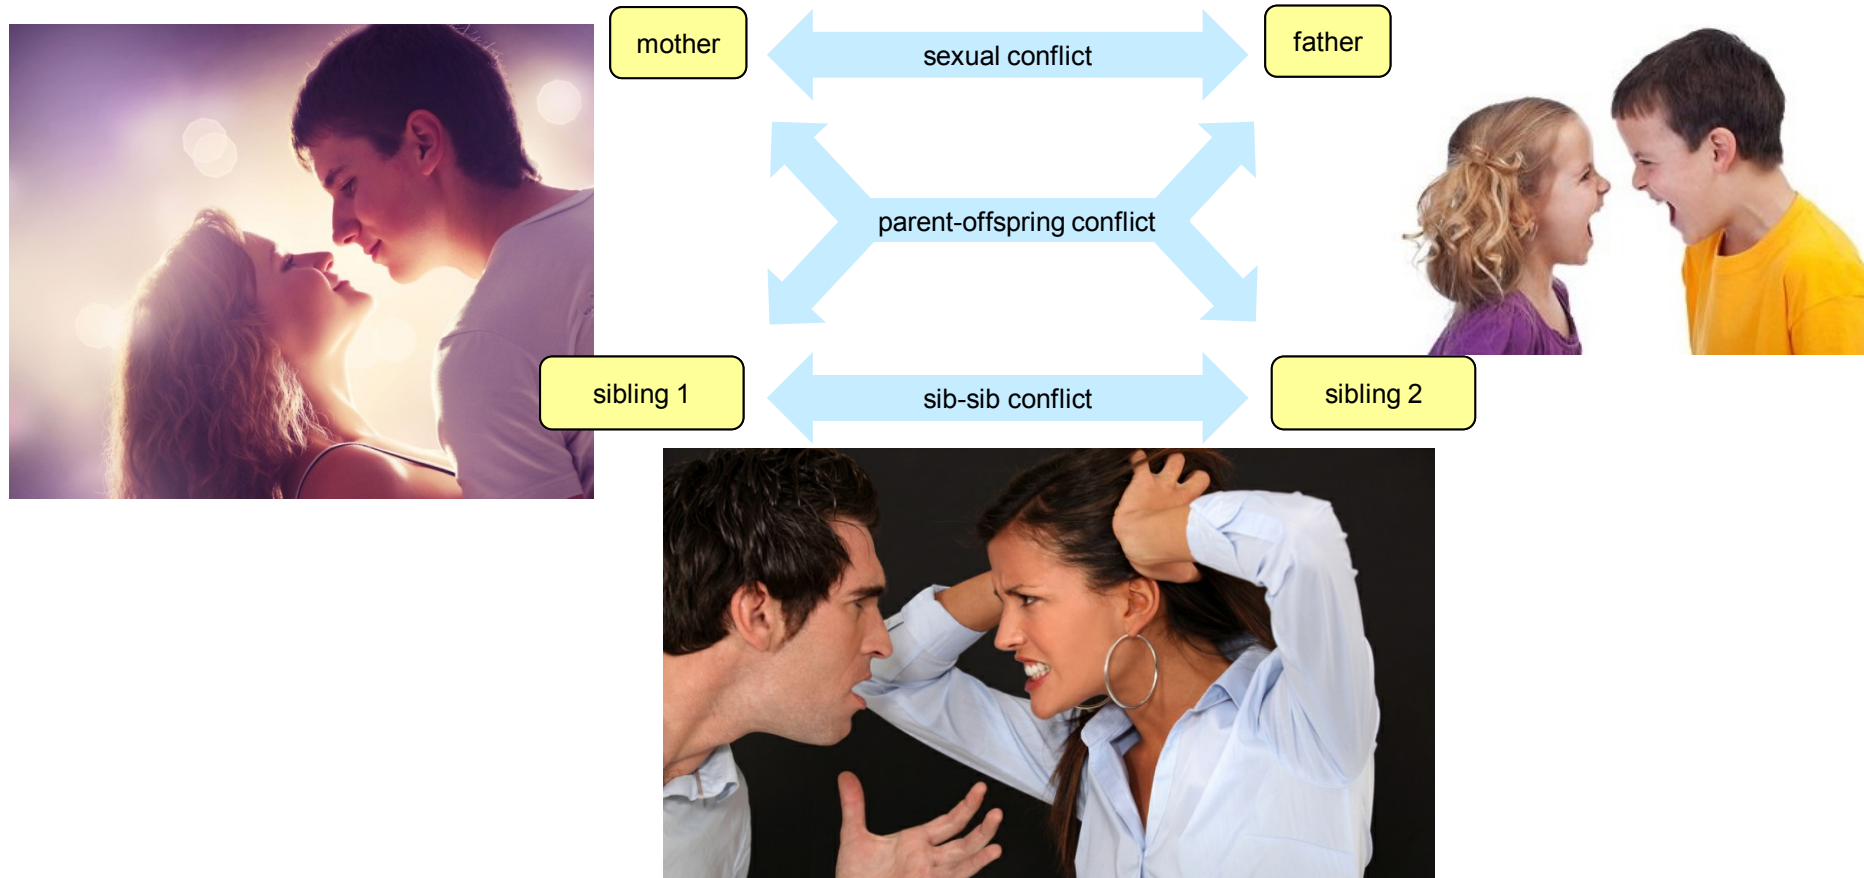 mother
sexual conflict
father
parent-offspring conflict
sibling 1
sib-sib conflict
sibling 2